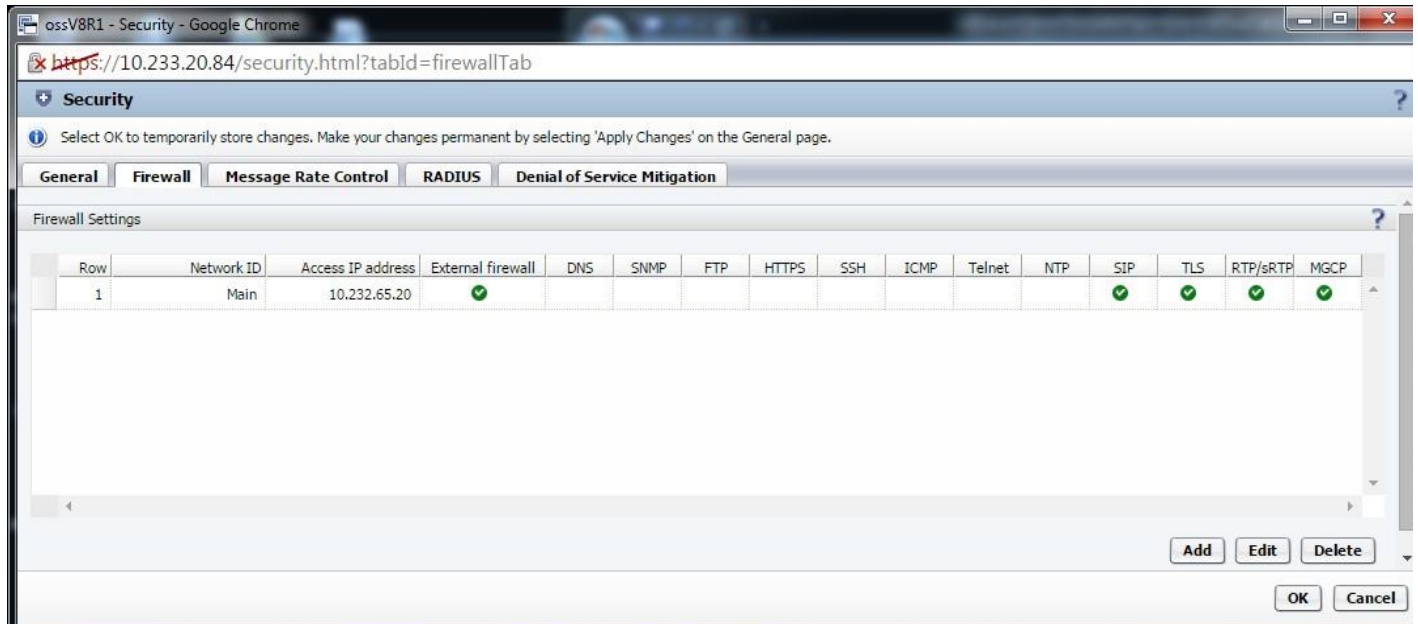 ossV8R1 - Security - Google Chrome
https://10.233.20.84/security.html?tabId=firewallTab
Security ?
Select OK to temporarily store changes. Make your changes permanent by selecting 'Apply Changes' on the General page.
General Firewall Message Rate Control RADIUS Denial of Service Mitigation
Firewall Settings ?
Row Network ID Access IP address External firewall DNS SNMP FTP HTTPS SSH ICMP Telnet NTP SIP TLS RTP/sRTP MGCP
1 Main 10.232.65.20
Add Edit Delete
OK Cancel